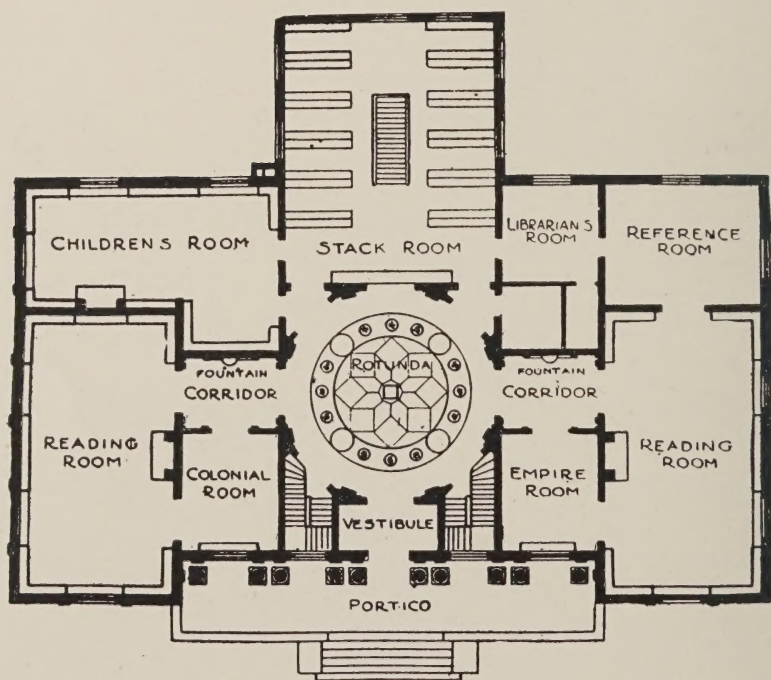 CHILDRENS ROOM
STACK ROOM
LIBRARIANS
ROOM
REFERENCE
ROOM
FOUNTAIN
CORRIDOR
ROTUNDA
FOUNTAIN
CORRIDOR
READING
ROOM
COLONIAL
ROOM
EMPIRE
ROOM
READING
ROOM
VESTIBULE
PORTICO